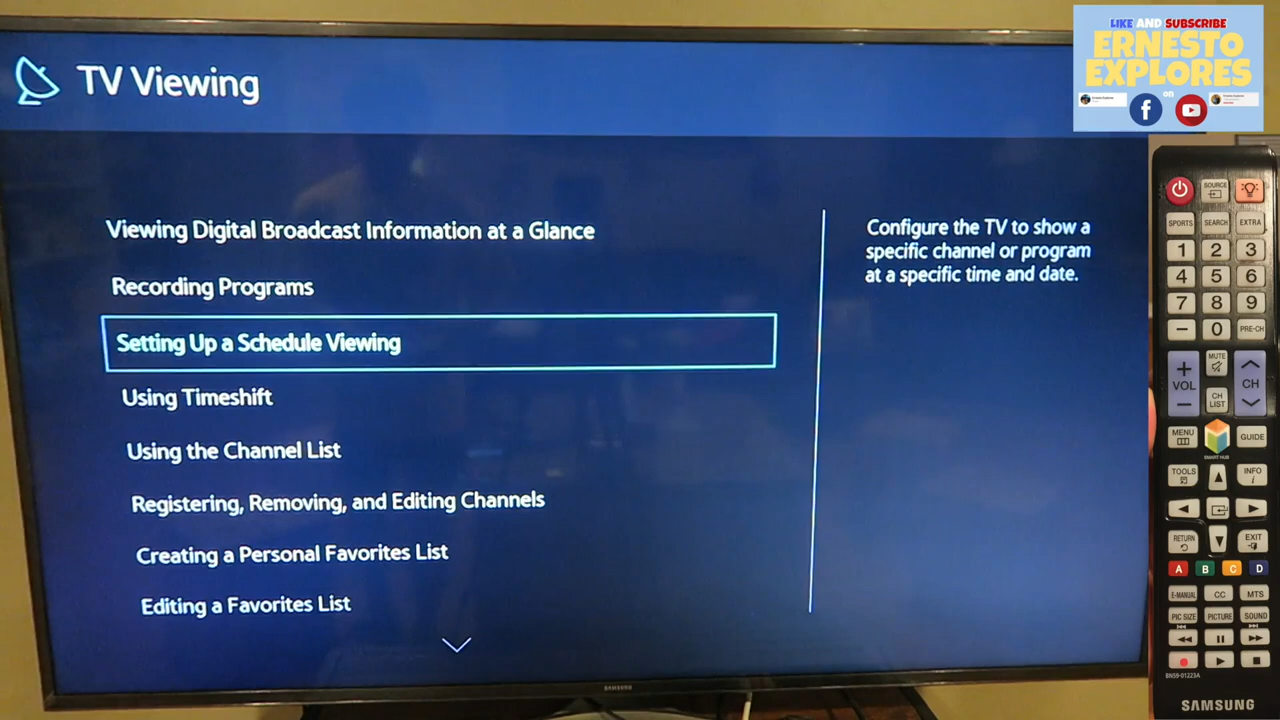 LIKE AND SUBSCRIBE
ERNESTO
EXPLORES
on
TV Viewing
Viewing Digital Broadcast Information at a Glance
Recording Programs
Setting Up a Schedule Viewing
Using Timeshift
Using the Channel List
Registering, Removing, and Editing Channels
Creating a Personal Favorites List
Editing a Favorites List
Configure the TV to show a
specific channel or program
at a specific time and date.
SAMSUNG
SOURCE
SPORTS SEARCH EXTRA
1 2 3
4 5 6
7 8 9
− 0 PRE-CH
+ MUTE
VOL CH
− CH LIST
MENU GUIDE
SMART HUB
TOOLS INFO
i
RETURN EXIT
A B C D
E-MANUAL CC MTS
PIC SIZE PICTURE SOUND
BN59-01223A
SAMSUNG